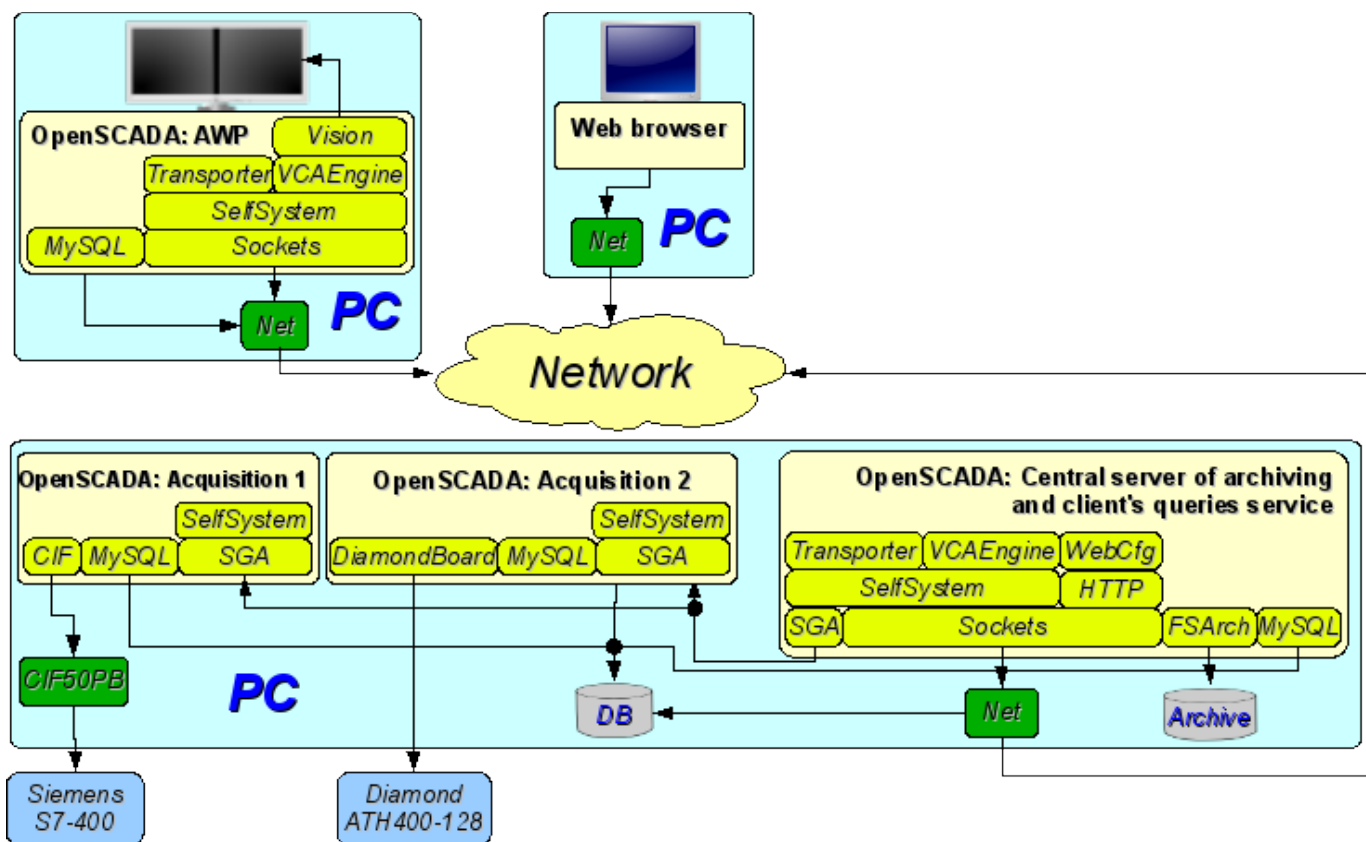 OpenSCADA: AWP
Vision
Transporter
VCAEngine
SelfSystem
MySQL
Sockets
Net
PC
Web browser
Net
PC
Network
OpenSCADA: Acquisition 1
SelfSystem
CIF
MySQL
SGA
OpenSCADA: Acquisition 2
SelfSystem
DiamondBoard
MySQL
SGA
OpenSCADA: Central server of archiving
and client's queries service
Transporter
VCAEngine
WebCfg
SelfSystem
HTTP
SGA
Sockets
FSArch
MySQL
CIF50PB
PC
DB
Net
Archive
Siemens
S7-400
Diamond
ATH400-128